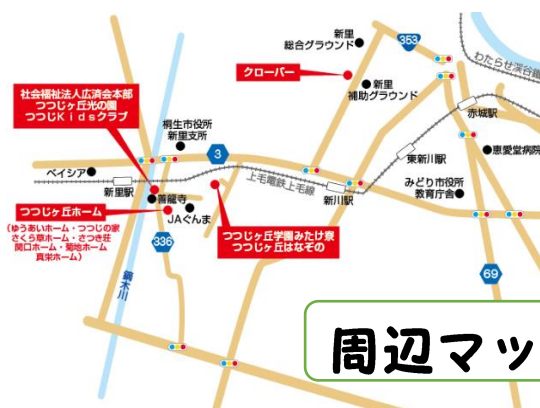 新里
総合グラウンド
353
わたらせ渓谷鐵
クローバー
新里
補助グラウンド
社会福祉法人広済会本部
つつじヶ丘光の園
つつじKidsクラブ
赤城駅
桐生市役所
新里支所
3
東新川駅
恵愛堂病院
ベイシア
上毛電鉄上毛線
新里駅
新川駅
みどり市役所
教育庁舎
善龍寺
つつじヶ丘ホーム
JAぐんま
(ゆうあいホーム・つつじの家
さくら草ホーム・さつき荘
関口ホーム・菊地ホーム
真栄ホーム)
336
つつじヶ丘学園みたけ寮
つつじヶ丘はなぞの
69
鏑木川
周辺マッ